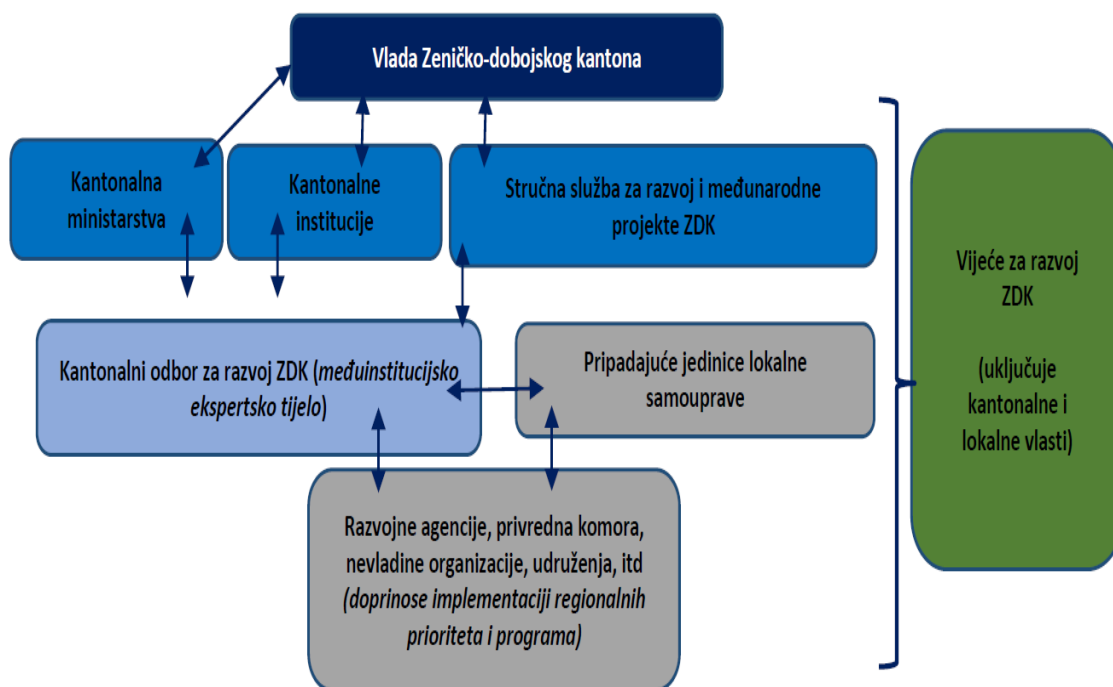 Vlada Zeničko-dobojskog kantona
Kantonalna
ministarstva
Kantonalne
institucije
Stručna služba za razvoj i međunarodne
projekte ZDK
Kantonalni odbor za razvoj ZDK (međuinstitucijsko
ekspertsko tijelo)
Pripadajuće jedinice lokalne
samouprave
Razvojne agencije, privredna komora,
nevladine organizacije, udruženja, itd
(doprinose implementaciji regionalnih
prioriteta i programa)
Vijeće za razvoj
ZDK
(uključuje
kantonalne i
lokalne vlasti)